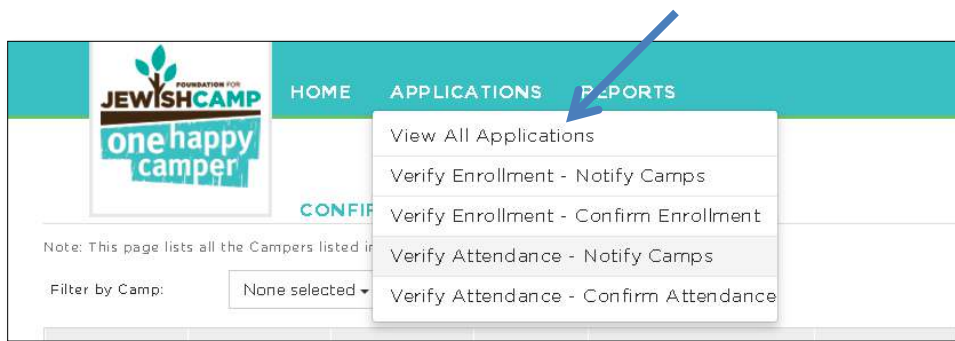 FOUNDATION FOR
JEWISHCAMP
one happy
camper
HOME APPLICATIONS REPORTS
View All Applications
Verify Enrollment - Notify Camps
Verify Enrollment - Confirm Enrollment
Verify Attendance - Notify Camps
Verify Attendance - Confirm Attendance
CONFI
Note: This page lists all the Campers listed i
Filter by Camp: None selected